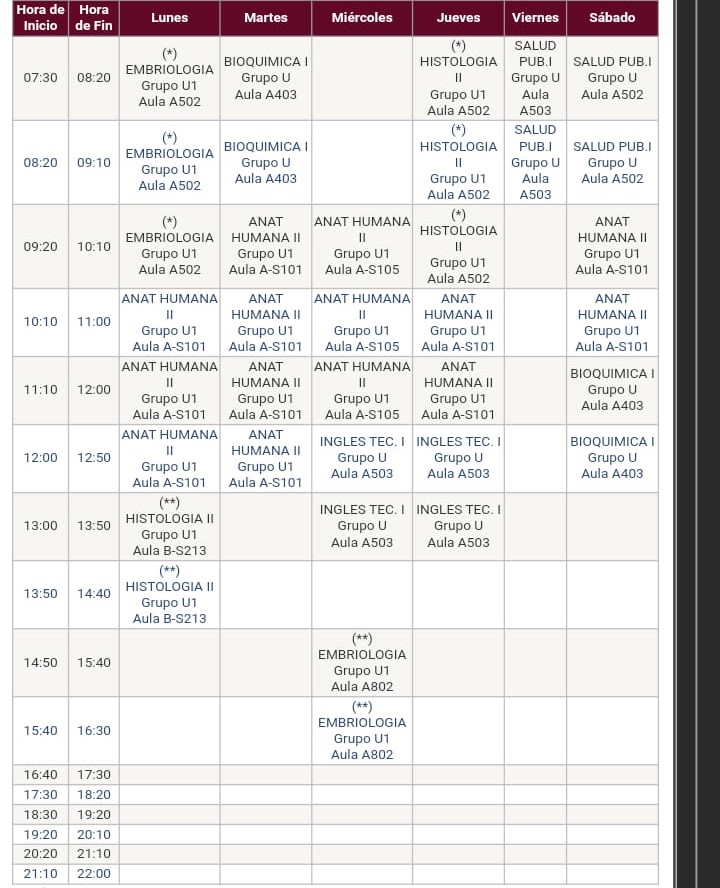 Hora de Inicio Hora de Fin Lunes Martes Miércoles Jueves Viernes Sábado
07:30 08:20 (*) EMBRIOLOGIA Grupo U1 Aula A502 BIOQUIMICA I Grupo U Aula A403 (*) HISTOLOGIA II Grupo U1 Aula A502 SALUD PUB.I Grupo U Aula A503 SALUD PUB.I Grupo U Aula A502
08:20 09:10 (*) EMBRIOLOGIA Grupo U1 Aula A502 BIOQUIMICA I Grupo U Aula A403 (*) HISTOLOGIA II Grupo U1 Aula A502 SALUD PUB.I Grupo U Aula A503 SALUD PUB.I Grupo U Aula A502
09:20 10:10 (*) EMBRIOLOGIA Grupo U1 Aula A502 ANAT HUMANA II Grupo U1 Aula A-S101 ANAT HUMANA II Grupo U1 Aula A-S105 (*) HISTOLOGIA II Grupo U1 Aula A502 ANAT HUMANA II Grupo U1 Aula A-S101
10:10 11:00 ANAT HUMANA II Grupo U1 Aula A-S101 ANAT HUMANA II Grupo U1 Aula A-S101 ANAT HUMANA II Grupo U1 Aula A-S105 ANAT HUMANA II Grupo U1 Aula A-S101 ANAT HUMANA II Grupo U1 Aula A-S101
11:10 12:00 ANAT HUMANA II Grupo U1 Aula A-S101 ANAT HUMANA II Grupo U1 Aula A-S101 ANAT HUMANA II Grupo U1 Aula A-S105 ANAT HUMANA II Grupo U1 Aula A-S101 BIOQUIMICA I Grupo U Aula A403
12:00 12:50 ANAT HUMANA II Grupo U1 Aula A-S101 ANAT HUMANA II Grupo U1 Aula A-S101 INGLES TEC. I Grupo U Aula A503 INGLES TEC. I Grupo U Aula A503 BIOQUIMICA I Grupo U Aula A403
13:00 13:50 (**) HISTOLOGIA II Grupo U1 Aula B-S213 INGLES TEC. I Grupo U Aula A503 INGLES TEC. I Grupo U Aula A503
13:50 14:40 (**) HISTOLOGIA II Grupo U1 Aula B-S213
14:50 15:40 (**) EMBRIOLOGIA Grupo U1 Aula A802
15:40 16:30 (**) EMBRIOLOGIA Grupo U1 Aula A802
16:40 17:30
17:30 18:20
18:30 19:20
19:20 20:10
20:20 21:10
21:10 22:00